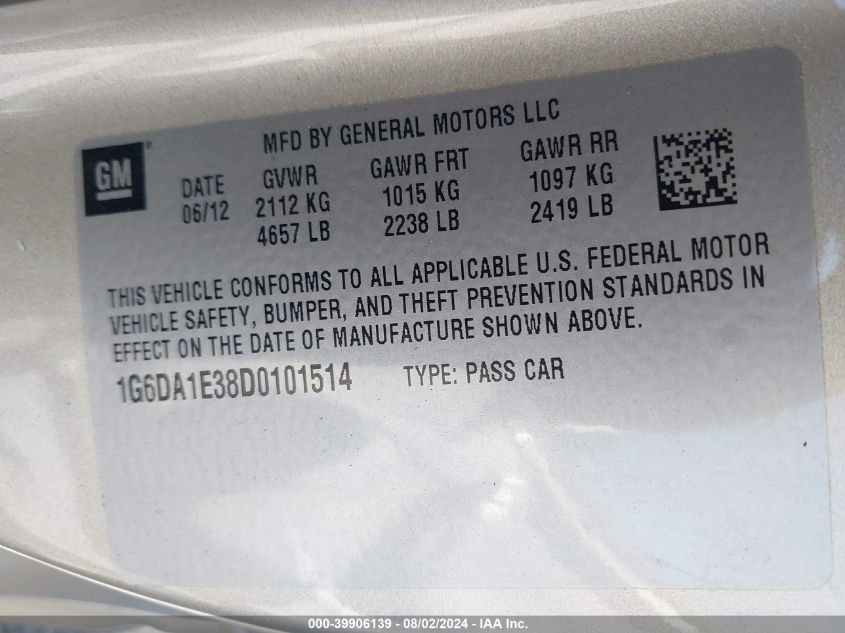 MFD BY GENERAL MOTORS LLC
GM
DATE GVWR GAWR FRT GAWR RR
06/12 2112 KG 1015 KG 1097 KG
4657 LB 2238 LB 2419 LB
THIS VEHICLE CONFORMS TO ALL APPLICABLE U.S. FEDERAL MOTOR
VEHICLE SAFETY, BUMPER, AND THEFT PREVENTION STANDARDS IN
EFFECT ON THE DATE OF MANUFACTURE SHOWN ABOVE.
1G6DA1E38D0101514 TYPE: PASS CAR
000-39906139 - 08/02/2024 - IAA Inc.